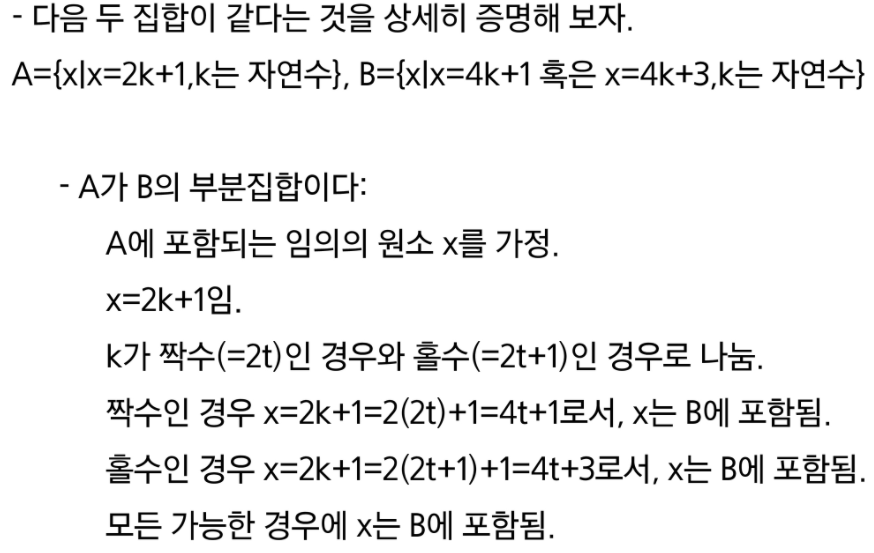 - 다음 두 집합이 같다는 것을 상세히 증명해 보자.
A={x|x=2k+1,k는 자연수}, B={x|x=4k+1 혹은 x=4k+3,k는 자연수}
- A가 B의 부분집합이다:
A에 포함되는 임의의 원소 x를 가정.
x=2k+1임.
k가 짝수(=2t)인 경우와 홀수(=2t+1)인 경우로 나눔.
짝수인 경우 x=2k+1=2(2t)+1=4t+1로서, x는 B에 포함됨.
홀수인 경우 x=2k+1=2(2t+1)+1=4t+3로서, x는 B에 포함됨.
모든 가능한 경우에 x는 B에 포함됨.